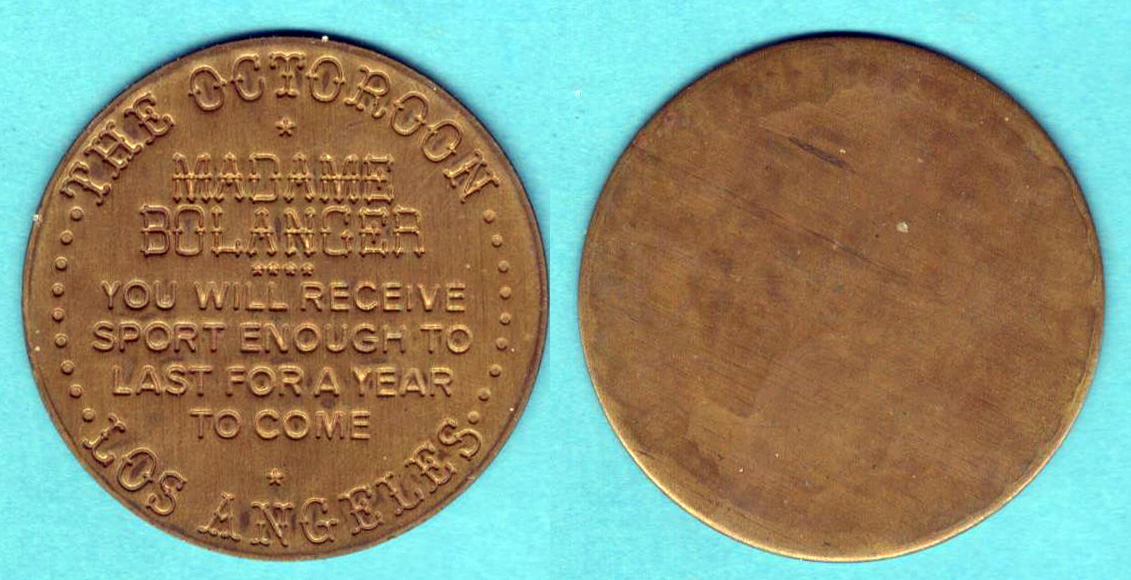 THE OCTOROON
MADAME
BOLANGER
YOU WILL RECEIVE
SPORT ENOUGH TO
LAST FOR A YEAR
TO COME
LOS ANGELES